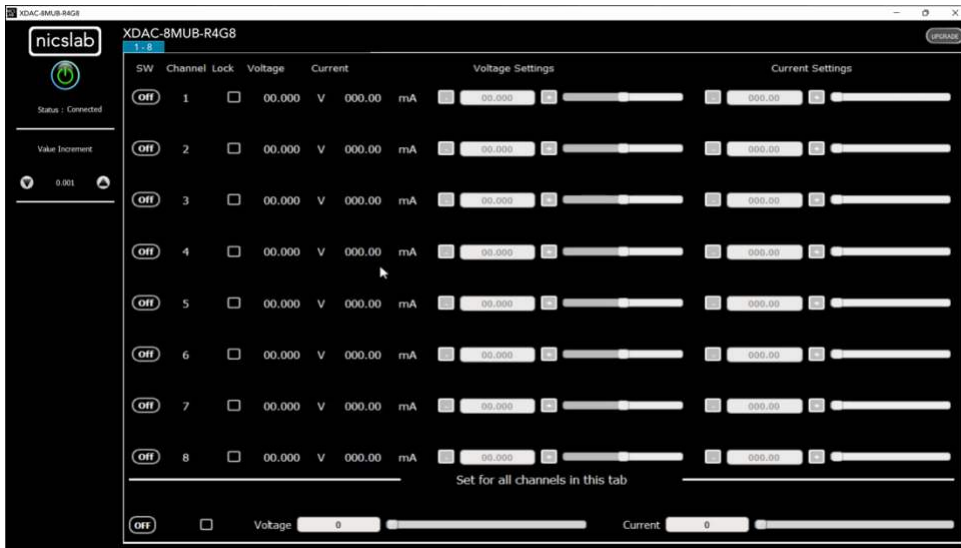 XDAC-8MUB-R4G8
nicslab
XDAC-8MUB-R4G8
UPGRADE
1 - 8
SW Channel Lock Voltage Current Voltage Settings Current Settings
Status : Connected
Value Increment
0.001
Off 1 00.000 V 000.00 mA - 00.000 + - 000.00 +
Off 2 00.000 V 000.00 mA - 00.000 + - 000.00 +
Off 3 00.000 V 000.00 mA - 00.000 + - 000.00 +
Off 4 00.000 V 000.00 mA - 00.000 + - 000.00 +
Off 5 00.000 V 000.00 mA - 00.000 + - 000.00 +
Off 6 00.000 V 000.00 mA - 00.000 + - 000.00 +
Off 7 00.000 V 000.00 mA - 00.000 + - 000.00 +
Off 8 00.000 V 000.00 mA - 00.000 + - 000.00 +
Set for all channels in this tab
OFF Voltage 0 Current 0